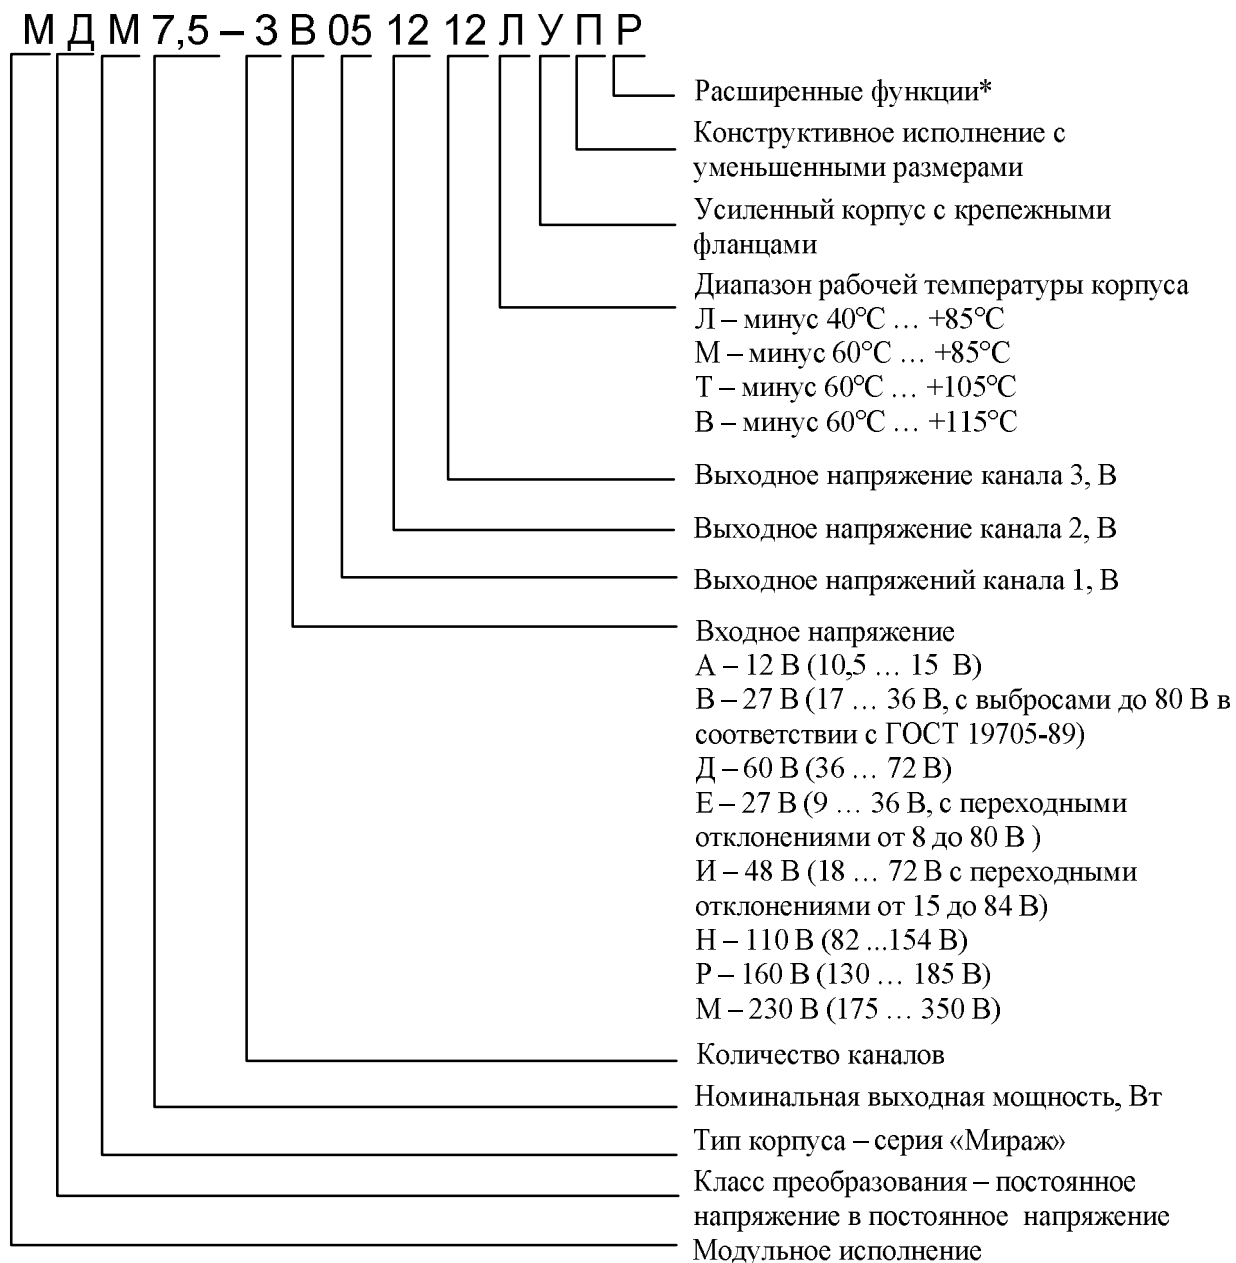 МДМ7,5–3В051212ЛУПР
Расширенные функции*
Конструктивное исполнение с
уменьшенными размерами
Усиленный корпус с крепежными
фланцами
Диапазон рабочей температуры корпуса
Л – минус 40°С … +85°С
М – минус 60°С … +85°С
Т – минус 60°С … +105°С
В – минус 60°С … +115°С
Выходное напряжение канала 3, В
Выходное напряжение канала 2, В
Выходное напряжений канала 1, В
Входное напряжение
А – 12 В (10,5 … 15 В)
В – 27 В (17 … 36 В, с выбросами до 80 В в
соответствии с ГОСТ 19705-89)
Д – 60 В (36 … 72 В)
Е – 27 В (9 … 36 В, с переходными
отклонениями от 8 до 80 В )
И – 48 В (18 … 72 В с переходными
отклонениями от 15 до 84 В)
Н – 110 В (82 ...154 В)
Р – 160 В (130 … 185 В)
М – 230 В (175 … 350 В)
Количество каналов
Номинальная выходная мощность, Вт
Тип корпуса – серия «Мираж»
Класс преобразования – постоянное
напряжение в постоянное напряжение
Модульное исполнение